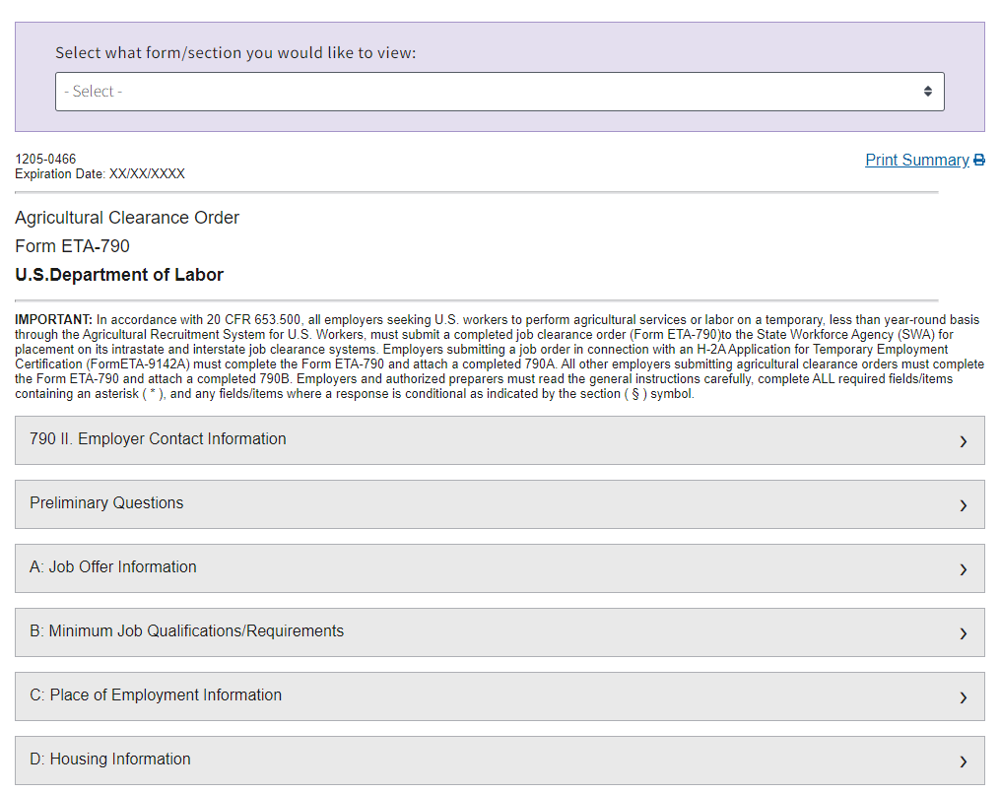 Select what form/section you would like to view:
- Select -
1205-0466
Print Summary
Expiration Date: XX/XX/XXXX
Agricultural Clearance Order
Form ETA-790
U.S.Department of Labor
IMPORTANT: In accordance with 20 CFR 653.500, all employers seeking U.S. workers to perform agricultural services or labor on a temporary, less than year-round basis
through the Agricultural Recruitment System for U.S. Workers, must submit a completed job clearance order (Form ETA-790)to the State Workforce Agency (SWA) for
placement on its intrastate and interstate job clearance systems. Employers submitting a job order in connection with an H-2A Application for Temporary Employment
Certification (FormETA-9142A) must complete the Form ETA-790 and attach a completed 790A. All other employers submitting agricultural clearance orders must complete
the Form ETA-790 and attach a completed 790B. Employers and authorized preparers must read the general instructions carefully, complete ALL required fields/items
containing an asterisk ( * ), and any fields/items where a response is conditional as indicated by the section ( § ) symbol.
790 II. Employer Contact Information
Preliminary Questions
A: Job Offer Information
B: Minimum Job Qualifications/Requirements
C: Place of Employment Information
D: Housing Information